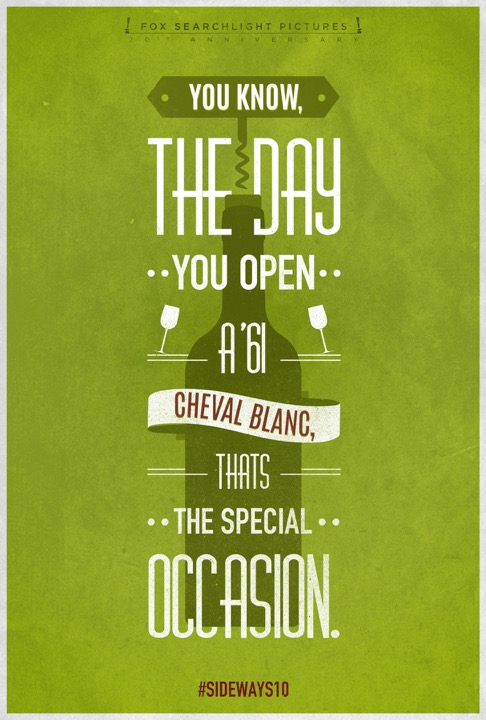 FOX SEARCHLIGHT PICTURES
20TH ANNIVERSARY
YOU KNOW,
THE DAY
YOU OPEN
A '61
CHEVAL BLANC,
THATS
THE SPECIAL
OCCASION.
#SIDEWAYS10